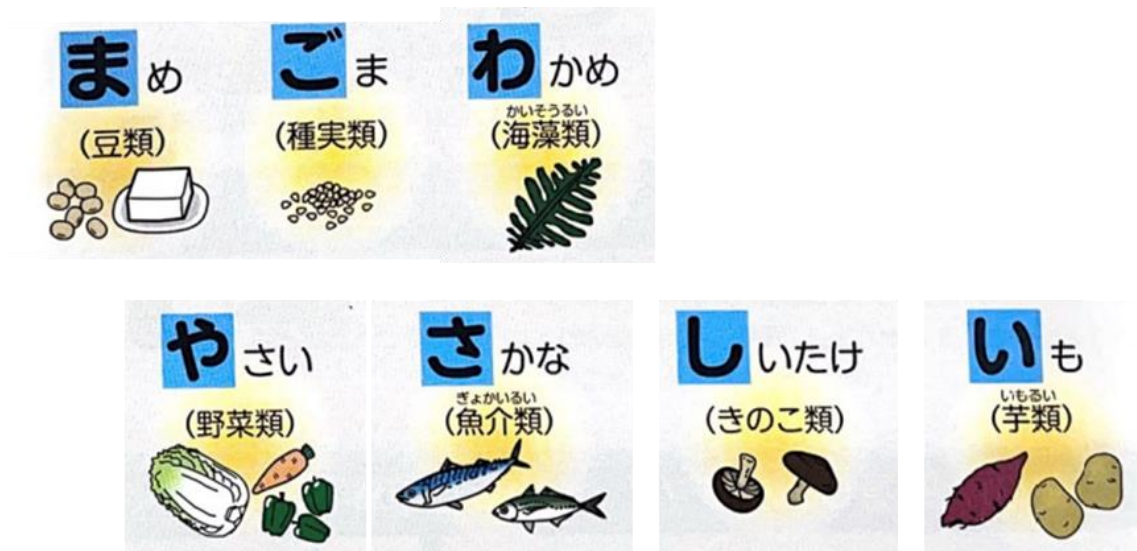 まめ
(豆類)
ごま
(種実類)
わかめ
かいそうるい
(海藻類)
やさい
(野菜類)
さかな
ぎょかいるい
(魚介類)
しいたけ
(きのこ類)
いも
いもるい
(芋類)